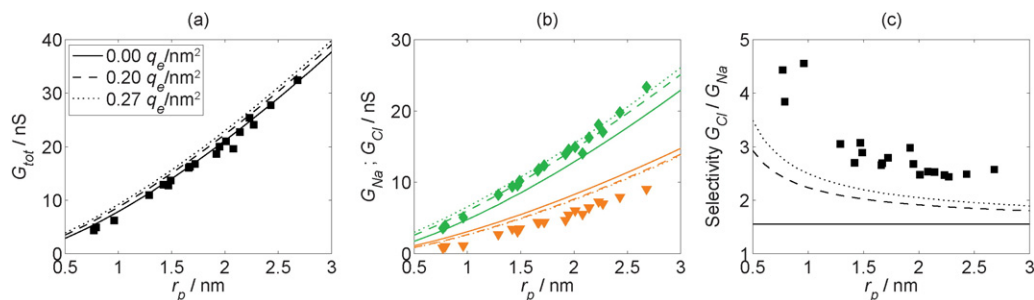 (a)
G_tot / nS
40
30
20
10
0
0.00 q_e/nm²
0.20 q_e/nm²
0.27 q_e/nm²
0.5 1 1.5 2 2.5 3
r_p / nm
(b)
G_Na ; G_Cl / nS
30
20
10
0
0.5 1 1.5 2 2.5 3
r_p / nm
(c)
Selectivity G_Cl / G_Na
5
4
3
2
1
0.5 1 1.5 2 2.5 3
r_p / nm